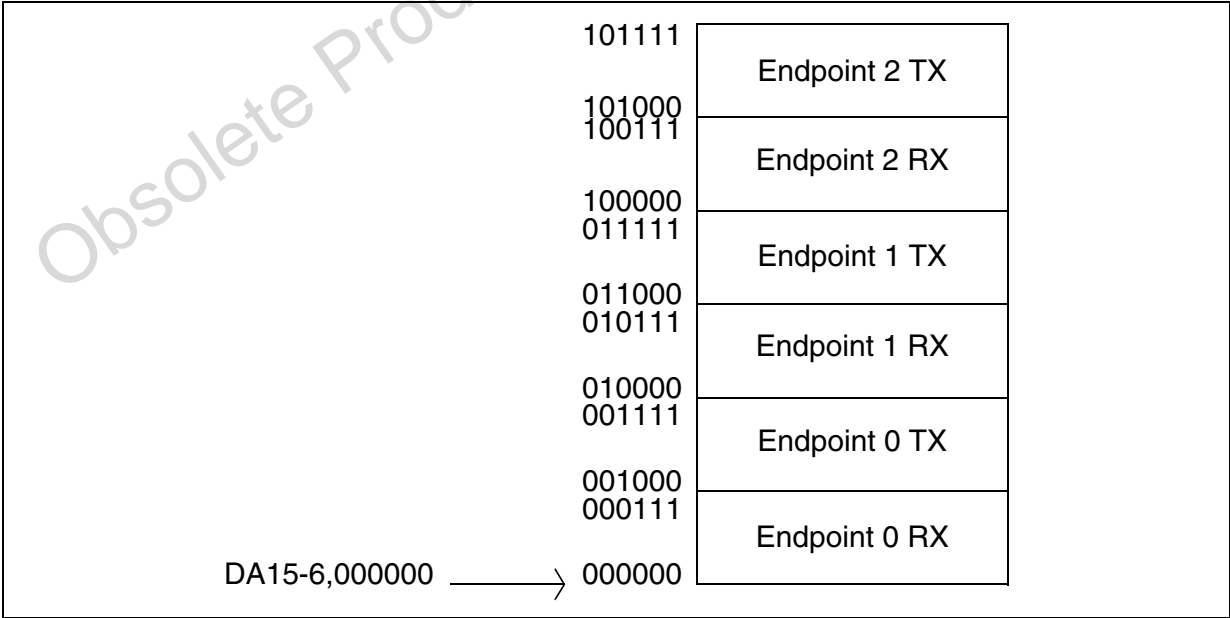 Obsolete Prod
101111
Endpoint 2 TX
101000
100111
Endpoint 2 RX
100000
011111
Endpoint 1 TX
011000
010111
Endpoint 1 RX
010000
001111
Endpoint 0 TX
001000
000111
Endpoint 0 RX
DA15-6,000000 000000